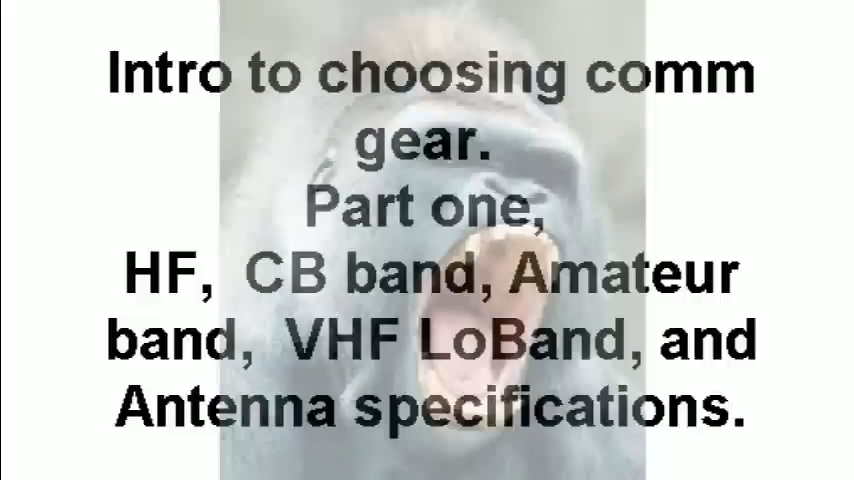 Intro to choosing comm
gear.
Part one,
HF,  CB band, Amateur
band,  VHF LoBand, and
Antenna specifications.